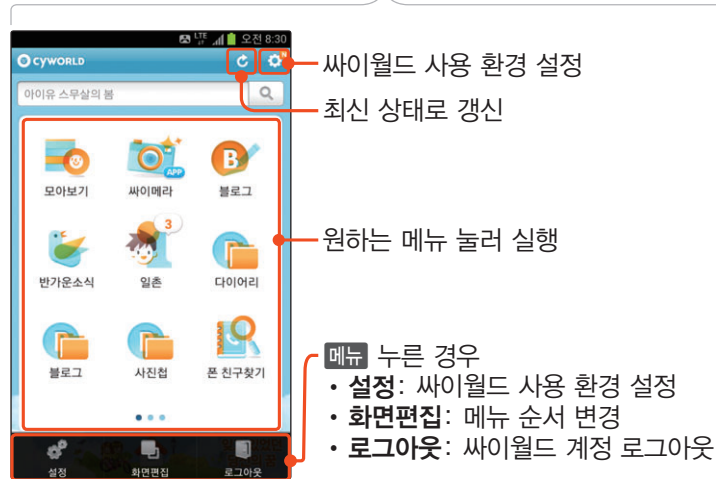 LTE 오전 8:30
CYWORLD
N
싸이월드 사용 환경 설정
아이유 스무살의 봄
최신 상태로 갱신
B
APP
모아보기 싸이메라 블로그
3
원하는 메뉴 눌러 실행
반가운소식 일촌 다이어리
블로그 사진첩 폰 친구찾기
메뉴 누른 경우
• 설정: 싸이월드 사용 환경 설정
• 화면편집: 메뉴 순서 변경
• 로그아웃: 싸이월드 계정 로그아웃
설정 화면편집 로그아웃